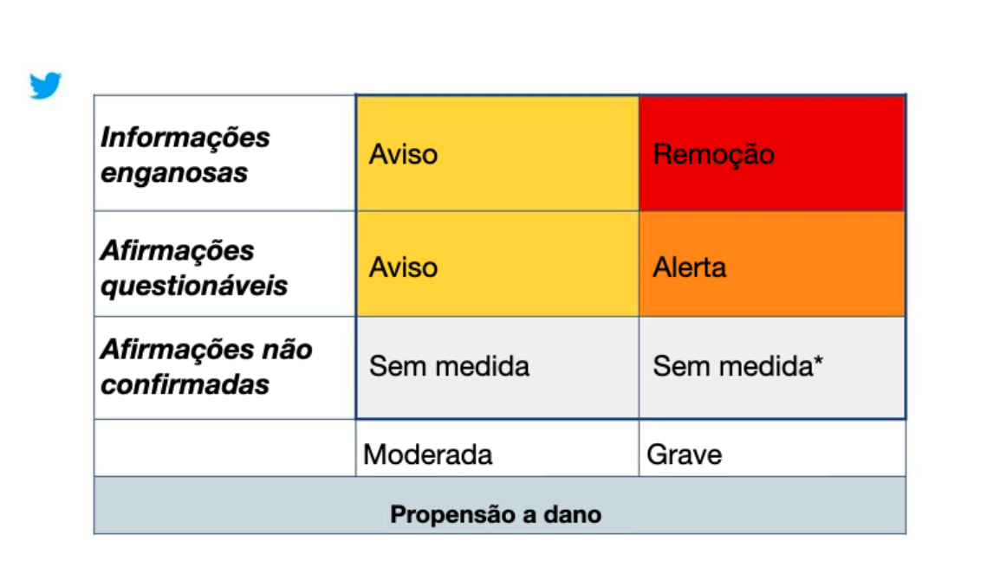 Informações
enganosas
Aviso
Remoção
Afirmações
questionáveis
Aviso
Alerta
Afirmações não
confirmadas
Sem medida
Sem medida*
Moderada
Grave
Propensão a dano